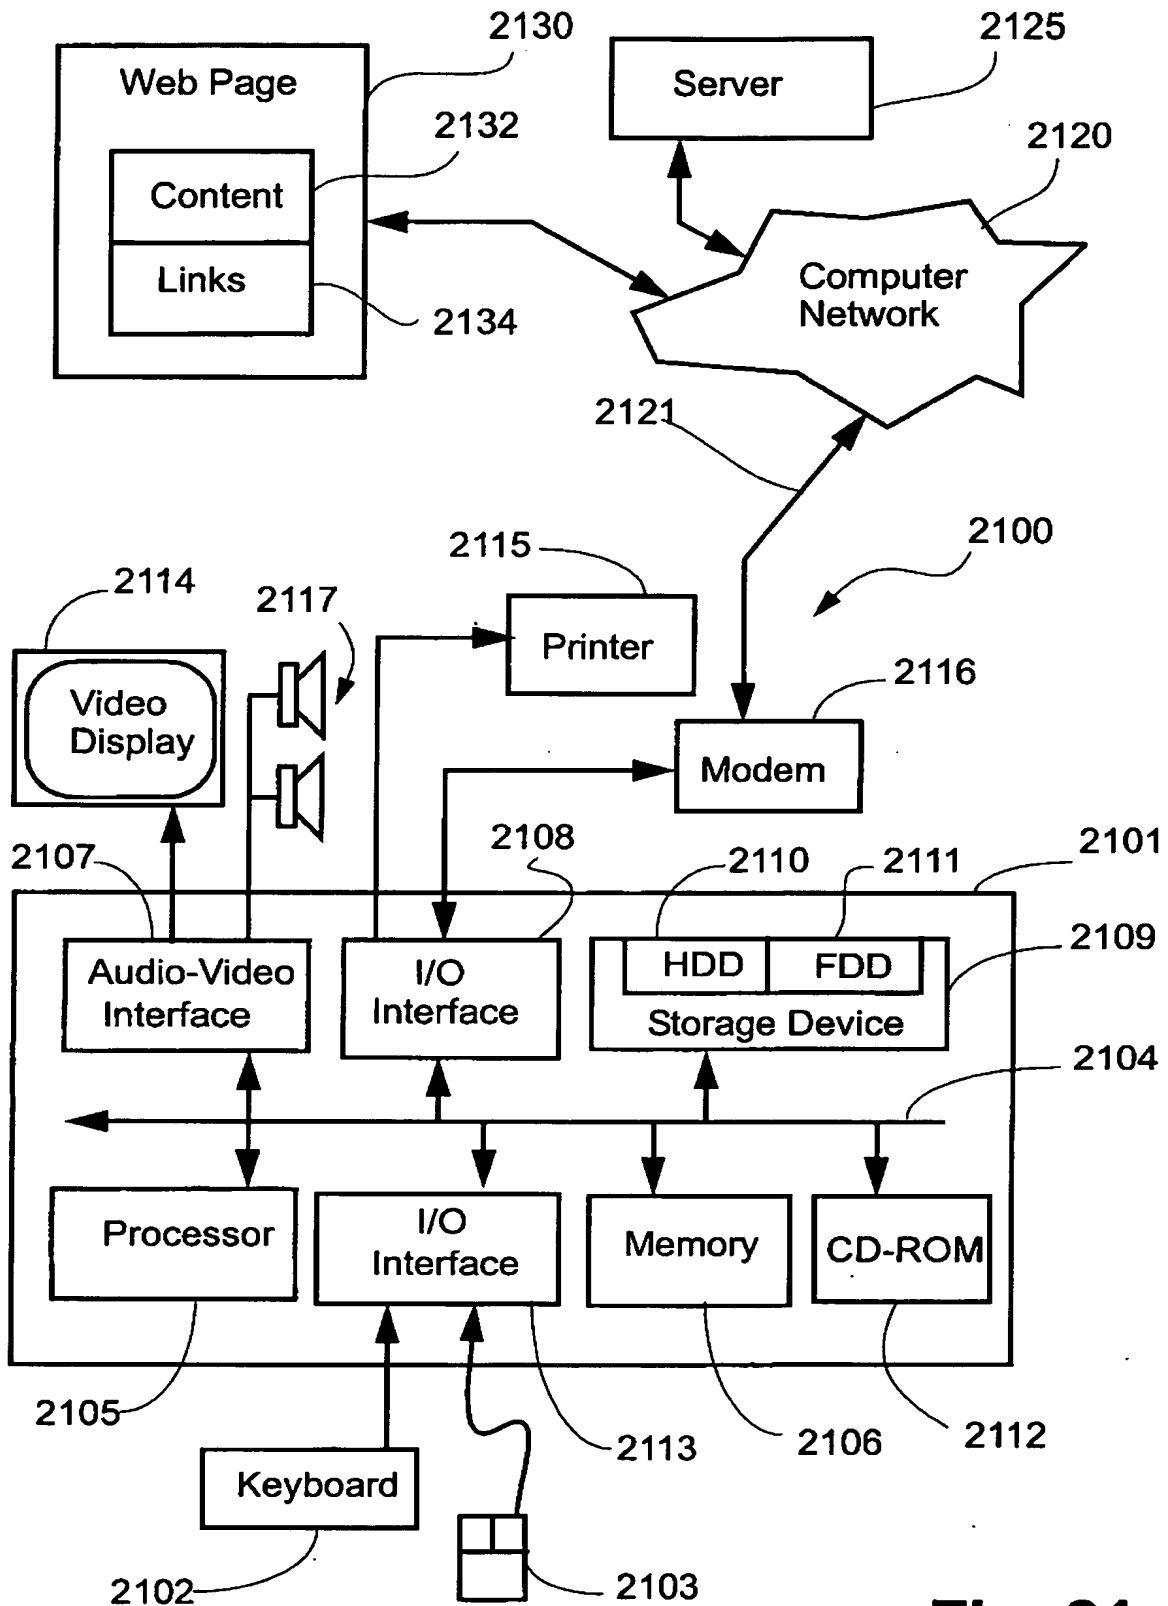 2130
2125
Web Page
Server
2132
2120
Content
Links
2134
Computer
Network
2121
2100
2115
2114
2117
Printer
2116
Video
Display
Modem
2107
2108
2110
2111
2101
2109
Audio-Video
Interface
I/O
Interface
HDD
FDD
Storage Device
2104
Processor
I/O
Interface
Memory
CD-ROM
2105
2113
2106
2112
Keyboard
2102
2103